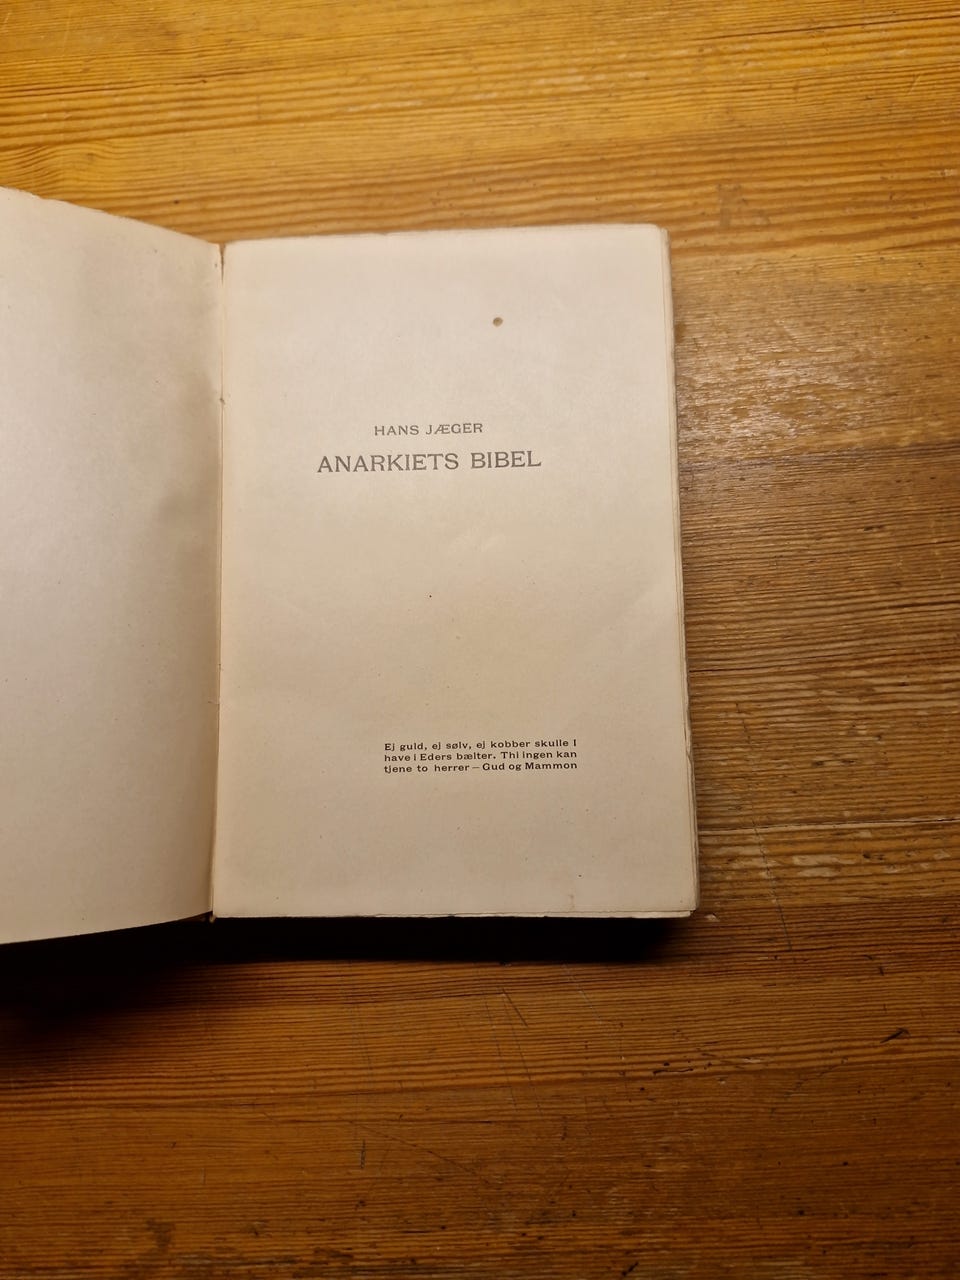 HANS JÆGER
ANARKIETS BIBEL
Ej guld, ej sølv, ej kobber skulle I
have i Eders bælter. Thi ingen kan
tjene to herrer — Gud og Mammon